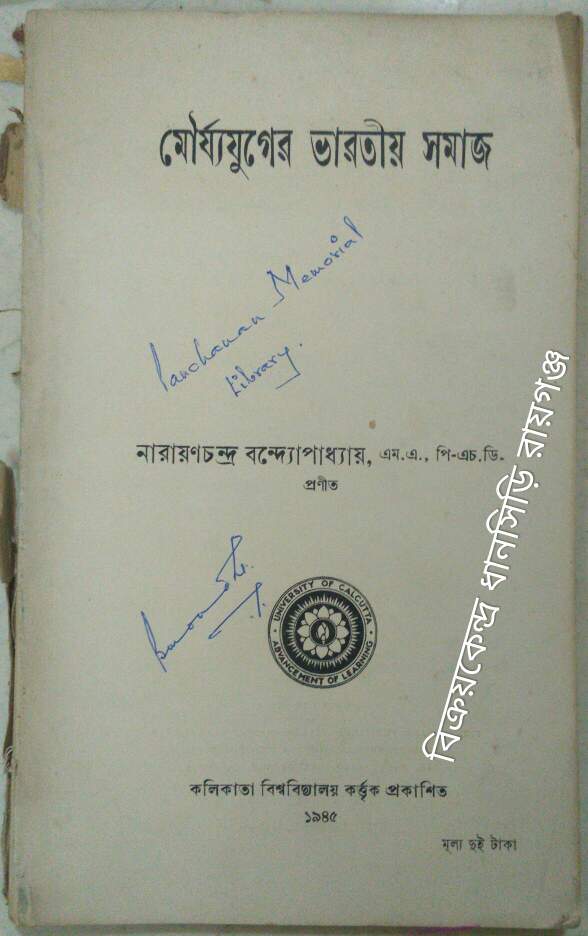 মৌর্য্যযুগের ভারতীয় সমাজ
Panchanan Memorial
Library.
নারায়ণচন্দ্র বন্দ্যোপাধ্যায়, এম.এ., পি-এচ.ডি.
প্রণীত
UNIVERSITY OF CALCUTTA
ADVANCEMENT OF LEARNING
কলিকাতা বিশ্ববিদ্যালয় কর্ত্তৃক প্রকাশিত
১৯৪৫
মূল্য দুই টাকা
বিক্রয়কেন্দ্র ধানসিড়ি রায়গঞ্জ